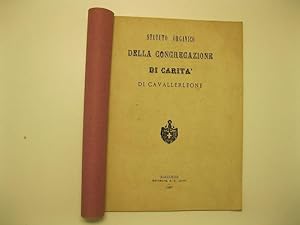 STATUTO ORGANICO
DELLA CONGREGAZIONE
DI CARITA'
DI CAVALLERLEONE